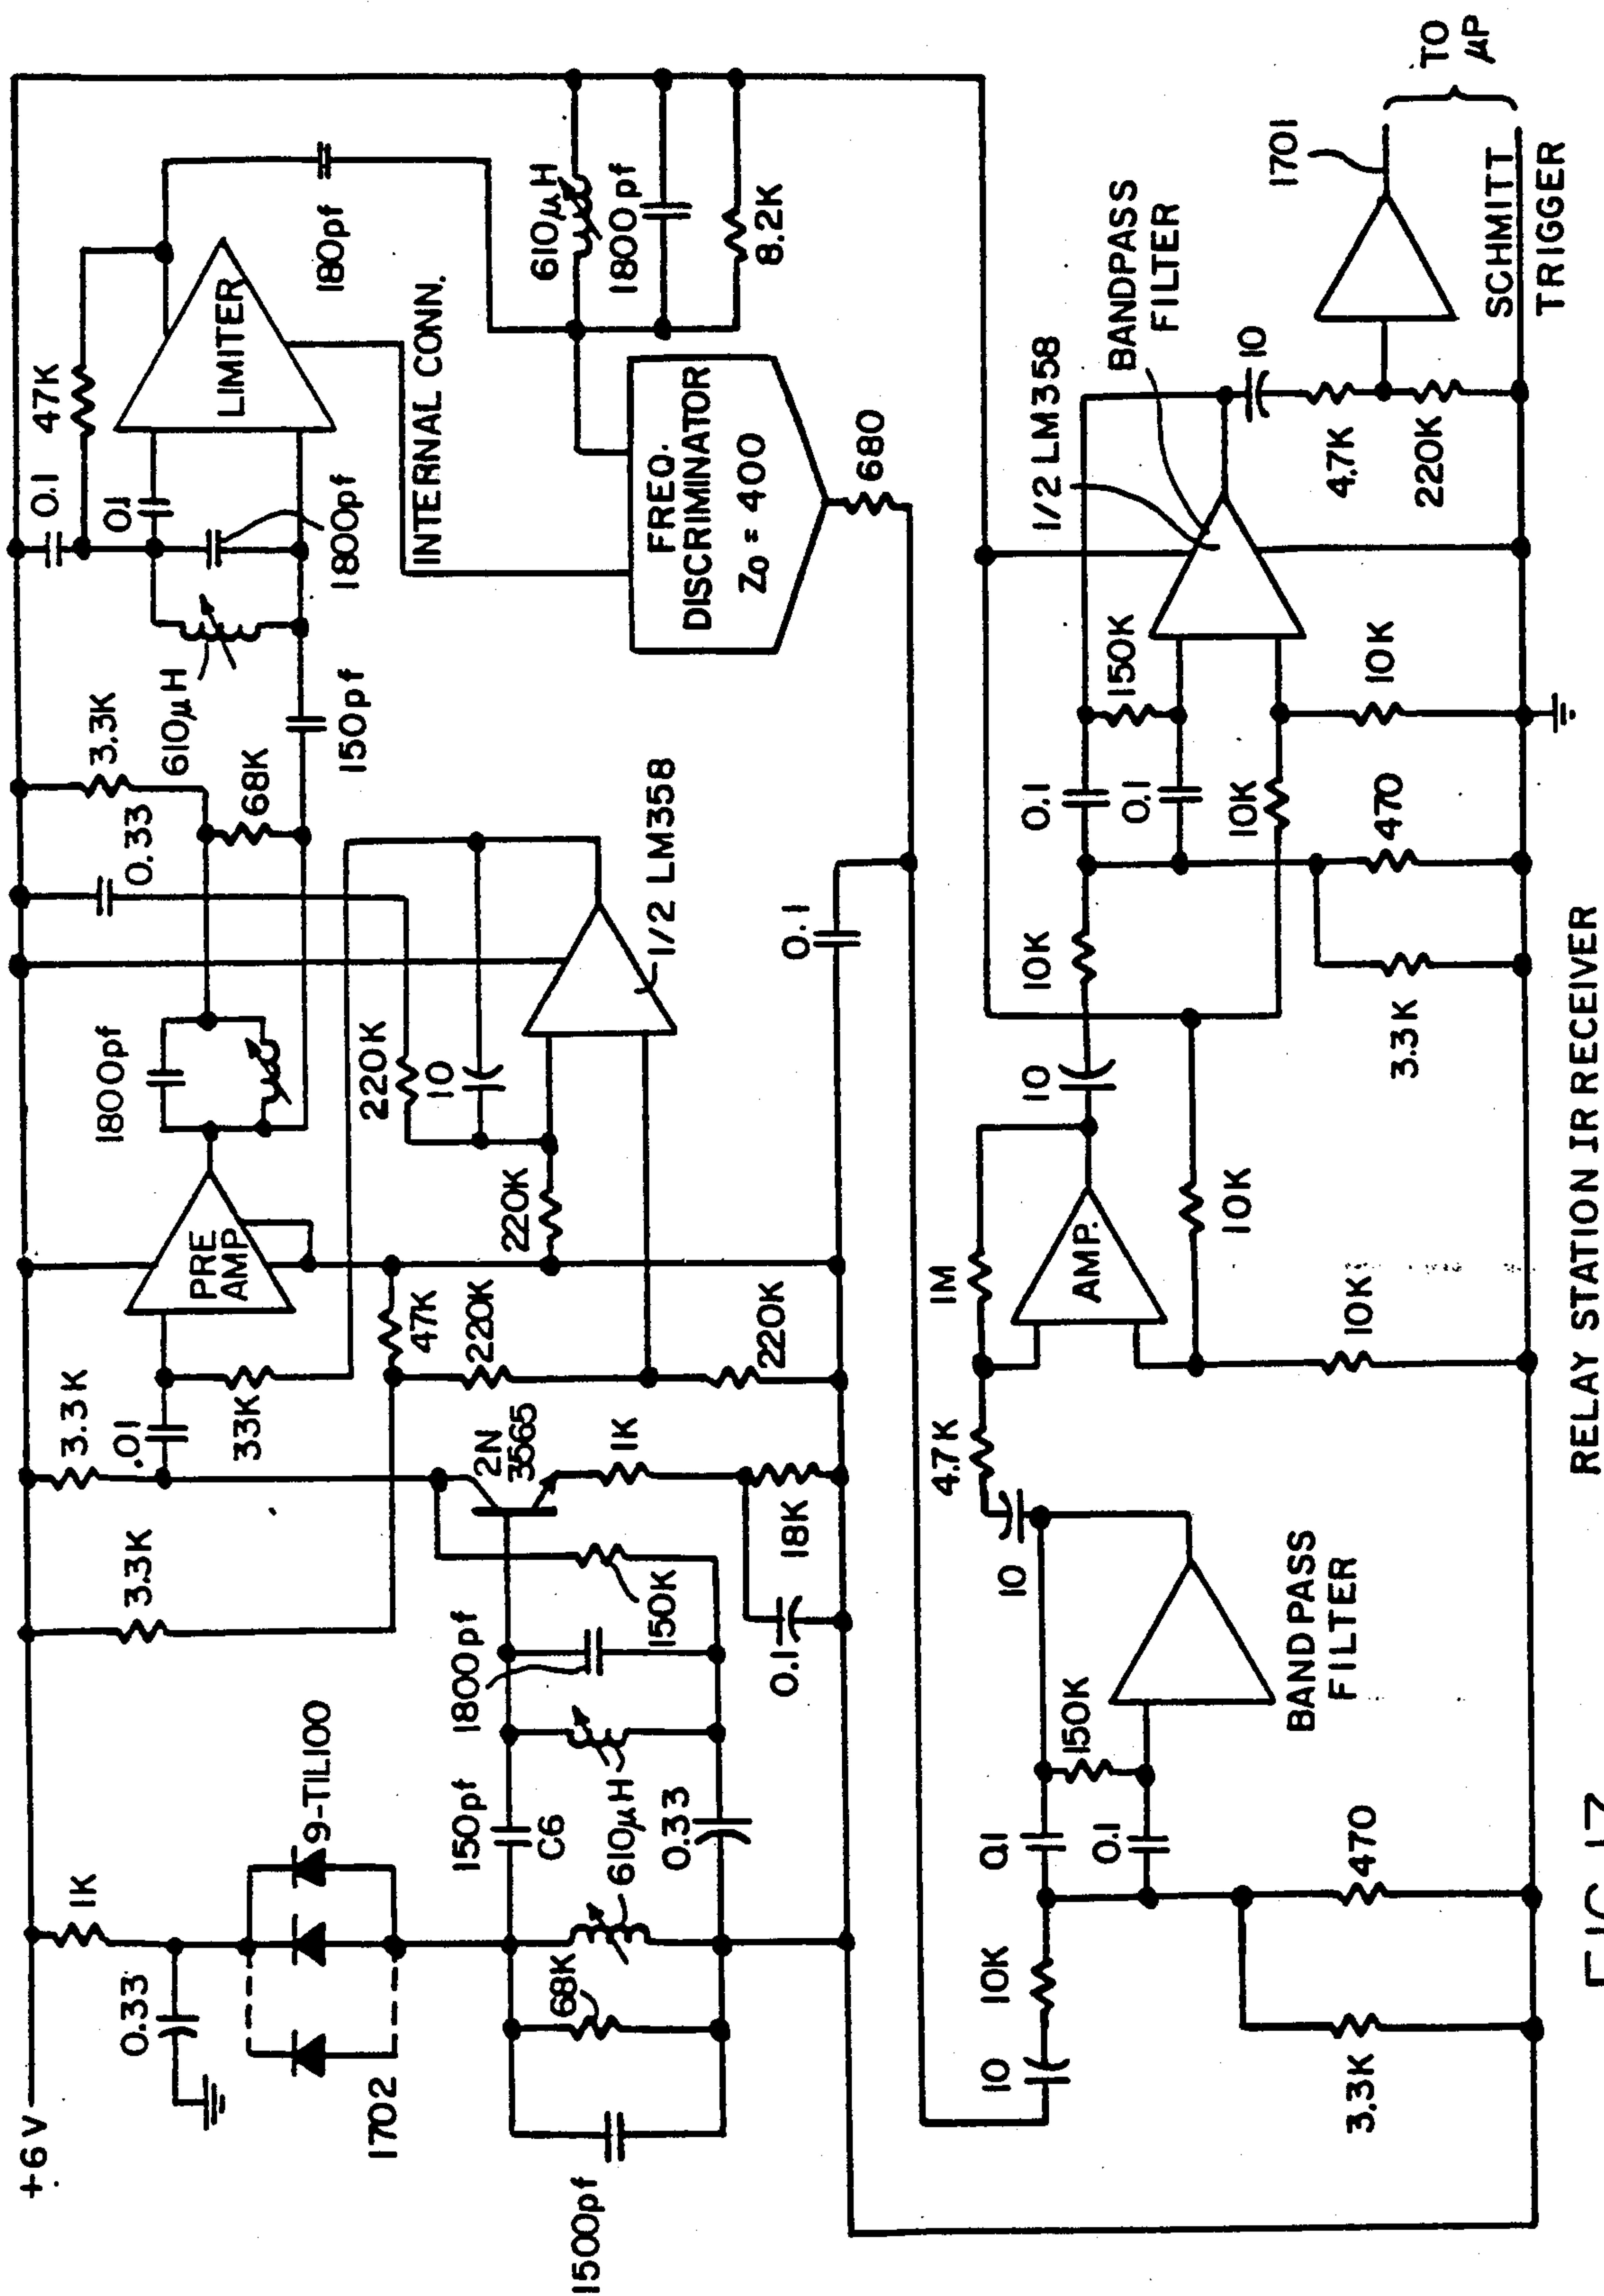 +6V
1K
3.3K
3.3K
3.3K
0.1
47K
0.33
.01
1800pf
0.33
610μH
0.1
LIMITER
9-TIL100
33K
PRE
AMP
68K
180pf
1702
150pf
1800pf
47K
220K
150pf
1800pf
INTERNAL CONN.
C6
2N
3565
220K
10
610μH
68K
610μH
150K
1K
220K
1/2 LM358
FREQ.
DISCRIMINATOR
Zo = 400
1800pf
1500pf
0.33
0.1
18K
220K
0.1
680
8.2K
10
10K
0.1
10
4.7K
1M
10
10K
0.1
1/2 LM358
0.1
150K
AMP.
0.1
150K
BANDPASS
FILTER
10K
10K
10
1701
BANDPASS
FILTER
3.3K
470
10K
3.3K
470
10K
4.7K
220K
TO
μP
SCHMITT
TRIGGER
RELAY STATION IR RECEIVER